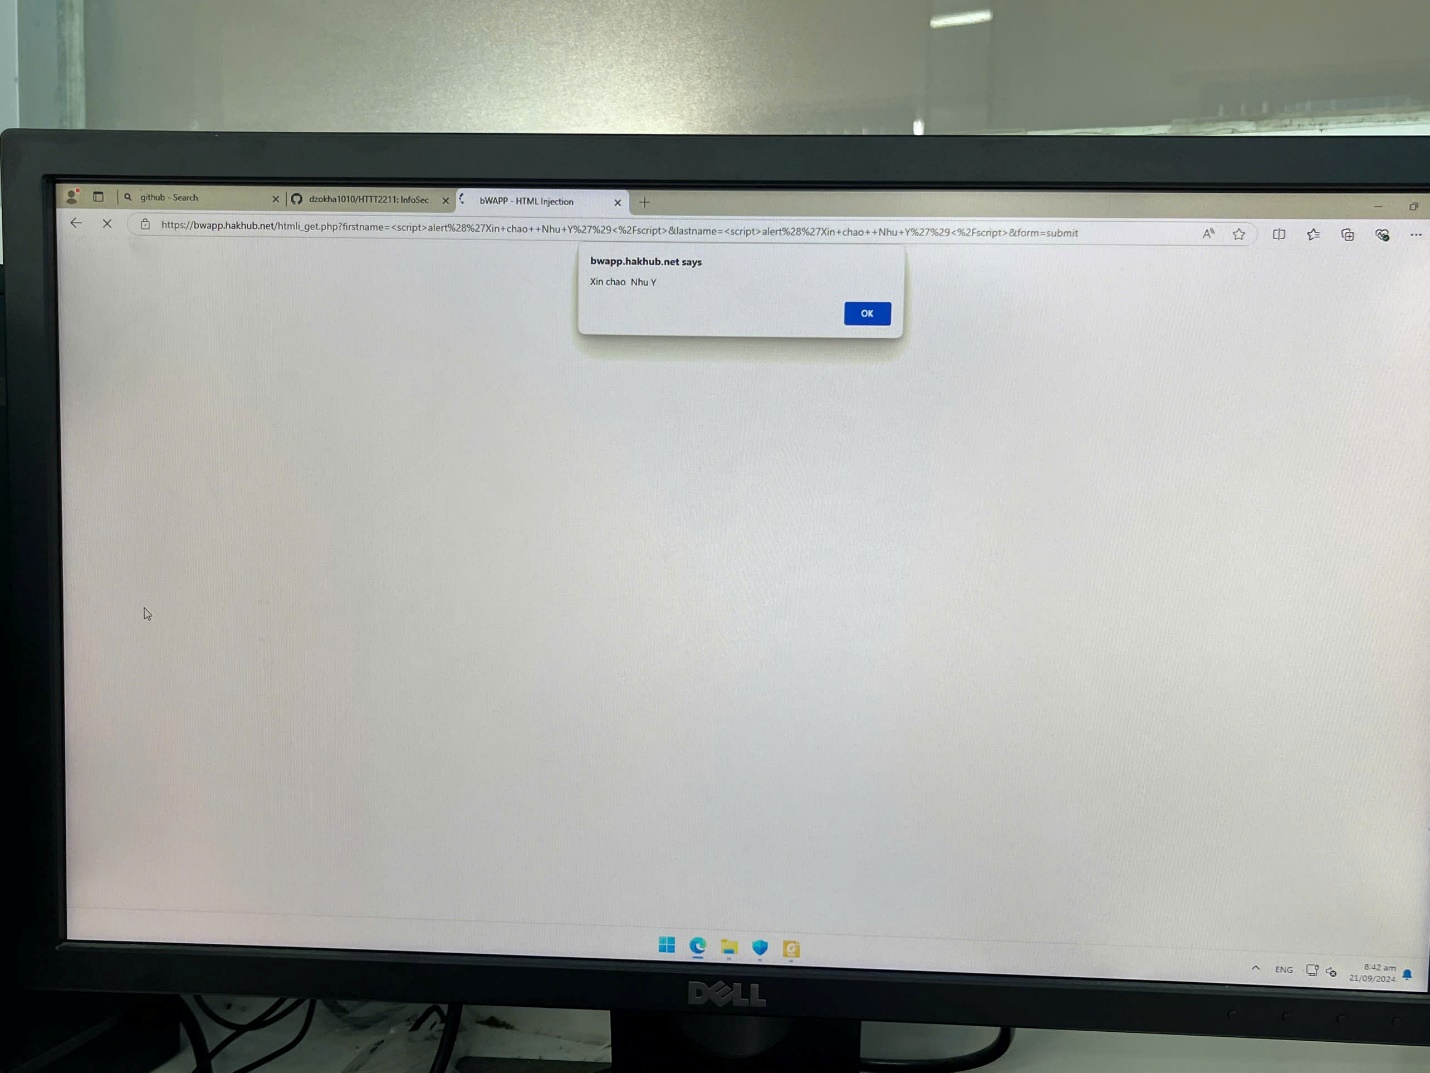 github - Search
dzokha1010/HTTT2211: InfoSec
bWAPP - HTML Injection
https://bwapp.hakhub.net/htmli_get.php?firstname=<script>alert%28%27Xin+chao++Nhu+Y%27%29<%2Fscript>&lastname=<script>alert%28%27Xin+chao++Nhu+Y%27%29<%2Fscript>&form=submit
bwapp.hakhub.net says
Xin chao  Nhu Y
OK
ENG
8:42 am
21/09/2024
DELL